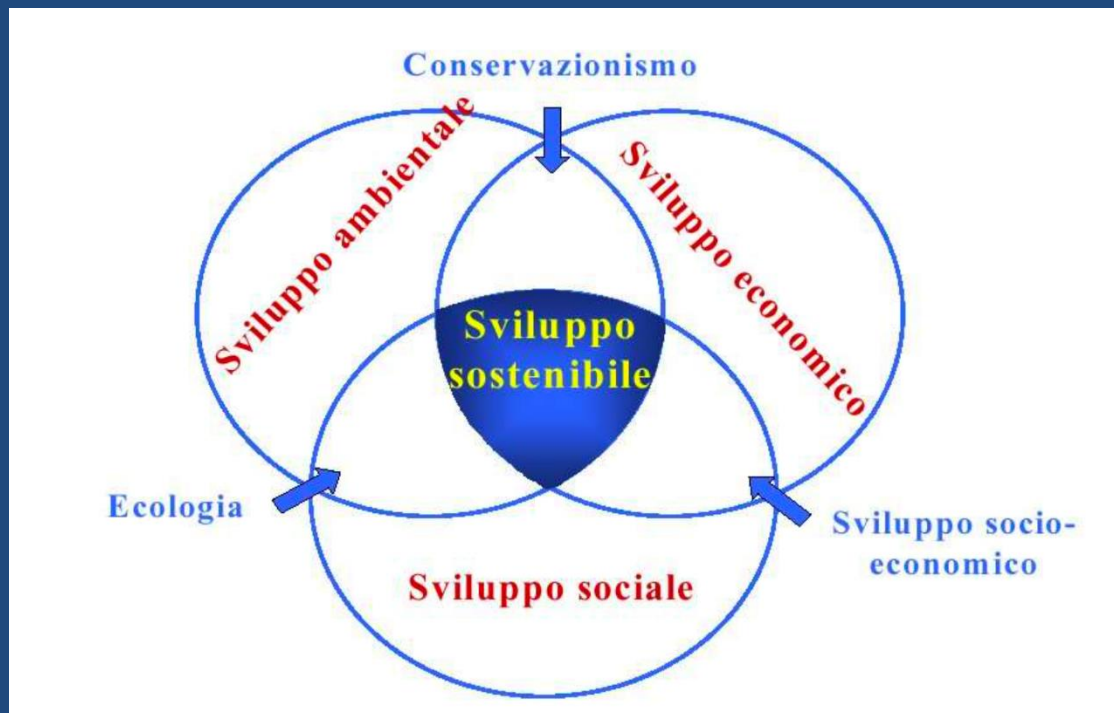 Conservazionismo
Sviluppo ambientale
Sviluppo economico
Sviluppo
sostenibile
Ecologia
Sviluppo socio-
economico
Sviluppo sociale